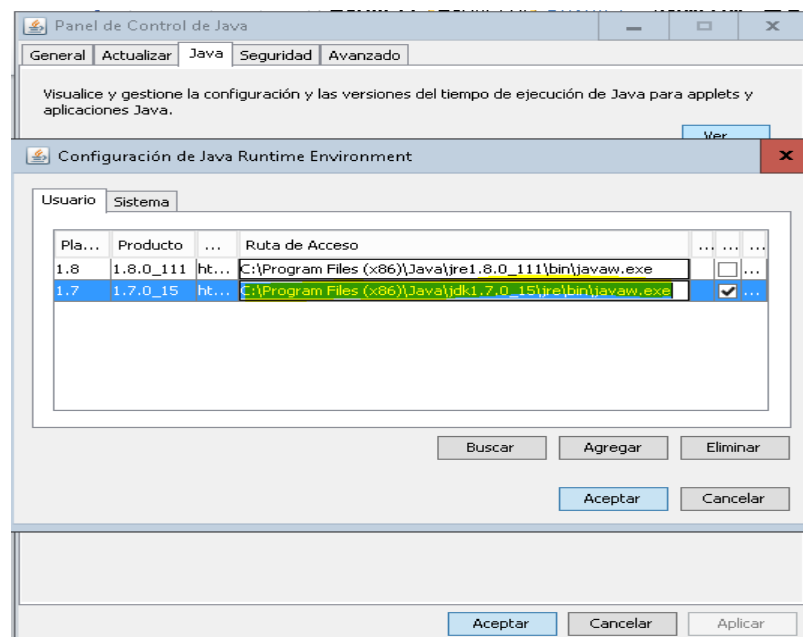 Panel de Control de Java
General Actualizar Java Seguridad Avanzado
Visualice y gestione la configuración y las versiones del tiempo de ejecución de Java para applets y
aplicaciones Java.
Ver...
Configuración de Java Runtime Environment
Usuario Sistema
Pla... Producto ... Ruta de Acceso ... ... ...
1.8 1.8.0_111 ht... C:\Program Files (x86)\Java\jre1.8.0_111\bin\javaw.exe ...
1.7 1.7.0_15 ht... C:\Program Files (x86)\Java\jdk1.7.0_15\jre\bin\javaw.exe ...
Buscar Agregar Eliminar
Aceptar Cancelar
Aceptar Cancelar Aplicar